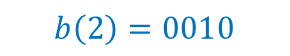 b(2) = 0010